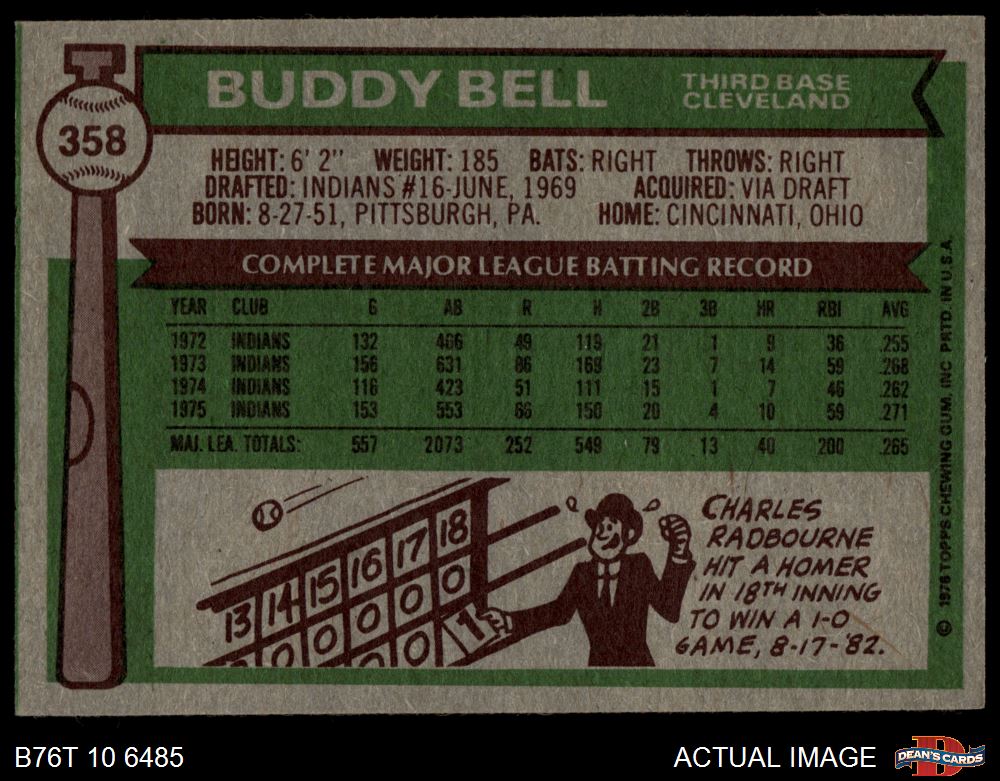 358
BUDDY BELL
THIRD BASE
CLEVELAND
HEIGHT: 6' 2" WEIGHT: 185 BATS: RIGHT THROWS: RIGHT
DRAFTED: INDIANS #16-JUNE, 1969 ACQUIRED: VIA DRAFT
BORN: 8-27-51, PITTSBURGH, PA. HOME: CINCINNATI, OHIO
COMPLETE MAJOR LEAGUE BATTING RECORD
YEAR CLUB G AB R H 2B 3B HR RBI AVG
1972 INDIANS 132 466 49 119 21 1 9 36 .255
1973 INDIANS 156 631 86 169 23 7 14 59 .268
1974 INDIANS 116 423 51 111 15 1 7 46 .262
1975 INDIANS 153 553 66 150 20 4 10 59 .271
MAJ. LEA. TOTALS: 557 2073 252 549 79 13 40 200 .265
13 14 15 16 17 18
0 0 0 0 0 1
CHARLES
RADBOURNE
HIT A HOMER
IN 18TH INNING
TO WIN A 1-0
GAME, 8-17-'82.
© 1976 TOPPS CHEWING GUM, INC PRTD. IN U.S.A.
B76T 10 6485
ACTUAL IMAGE
D
DEAN'S CARDS